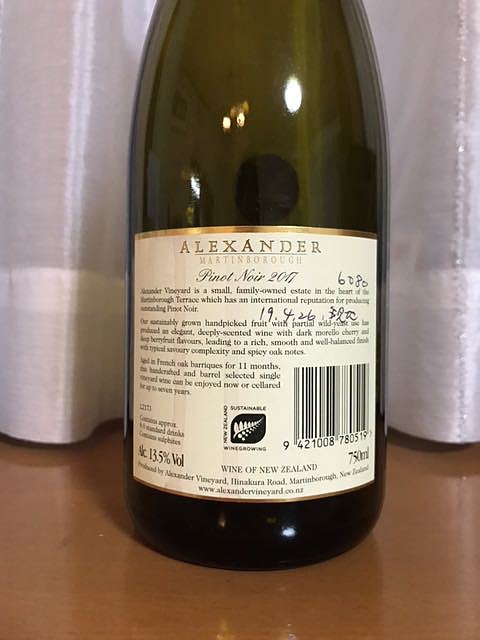 ALEXANDER
MARTINBOROUGH
Pinot Noir 2017
6080
Alexander Vineyard is a small, family-owned estate in the heart of the
Martinborough Terrace which has an international reputation for producing
outstanding Pinot Noir.
19.4.26.
Our sustainably grown handpicked fruit with partial wild-yeast use has
produced an elegant, deeply-scented wine with dark morello cherry and
deep berryfruit flavours, leading to a rich, smooth and well-balanced finish
with typical savoury complexity and spicy oak notes.
Aged in French oak barriques for 11 months,
this handcrafted and barrel selected single
vineyard wine can be enjoyed now or cellared
for up to seven years.
L2171
Contains approx.
8.0 standard drinks
Contains sulphites
Alc. 13.5% Vol
SUSTAINABLE
NEW ZEALAND
WINEGROWING
9 421008 780519
750ml
WINE OF NEW ZEALAND
Produced by Alexander Vineyard, Hinakura Road, Martinborough, New Zealand
www.alexandervineyard.co.nz